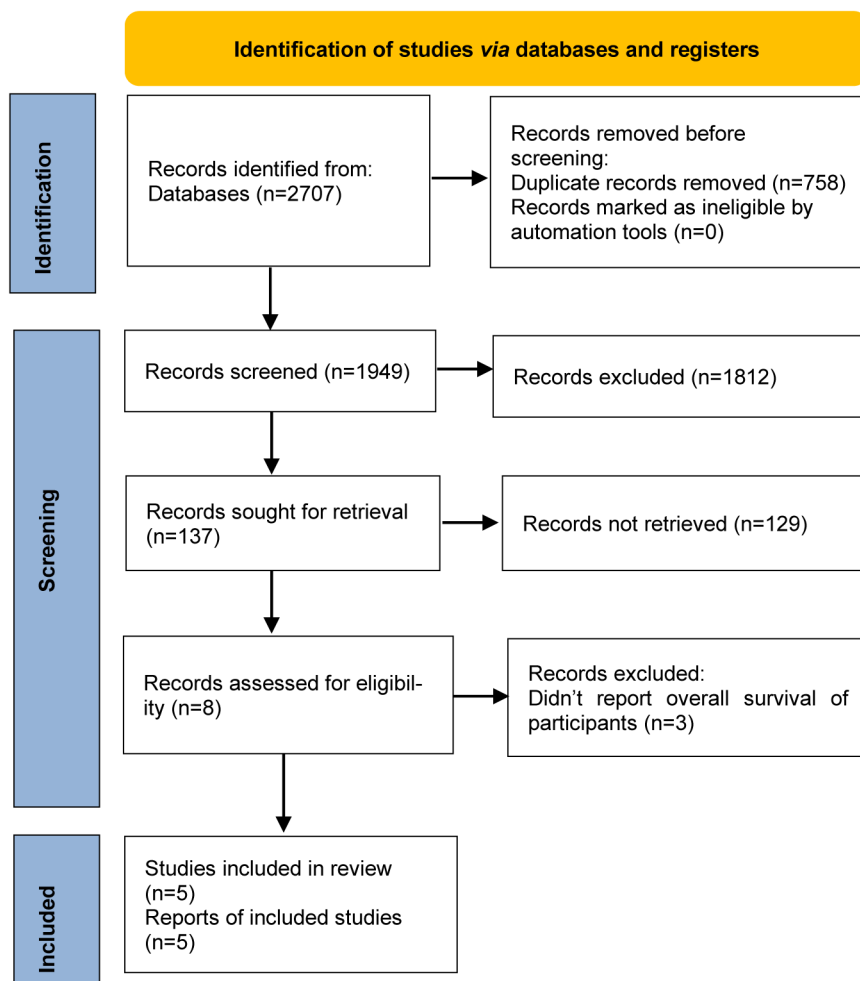 Identification of studies via databases and registers
Identification
Records identified from:
Databases (n=2707)
Records removed before
screening:
Duplicate records removed (n=758)
Records marked as ineligible by
automation tools (n=0)
Screening
Records screened (n=1949)
Records excluded (n=1812)
Records sought for retrieval
(n=137)
Records not retrieved (n=129)
Records assessed for eligibil-
ity (n=8)
Records excluded:
Didn’t report overall survival of
participants (n=3)
Included
Studies included in review
(n=5)
Reports of included studies
(n=5)